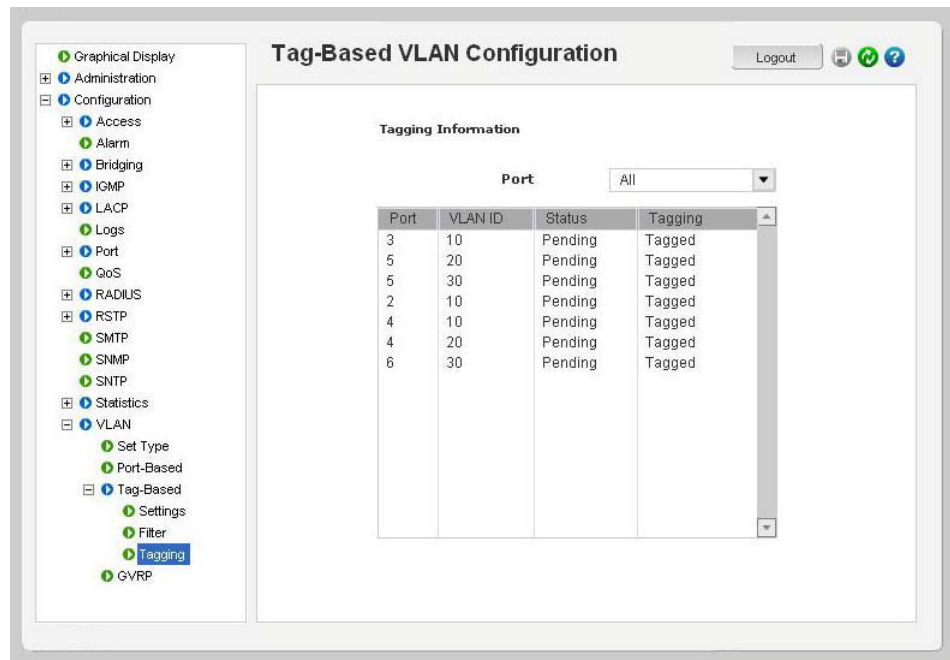 Tag-Based VLAN Configuration
Logout
Graphical Display
Administration
Configuration
Access
Alarm
Bridging
IGMP
LACP
Logs
Port
QoS
RADIUS
RSTP
SMTP
SNMP
SNTP
Statistics
VLAN
Set Type
Port-Based
Tag-Based
Settings
Filter
Tagging
GVRP
Tagging Information
Port All
Port VLAN ID Status Tagging
3 10 Pending Tagged
5 20 Pending Tagged
5 30 Pending Tagged
2 10 Pending Tagged
4 10 Pending Tagged
4 20 Pending Tagged
6 30 Pending Tagged